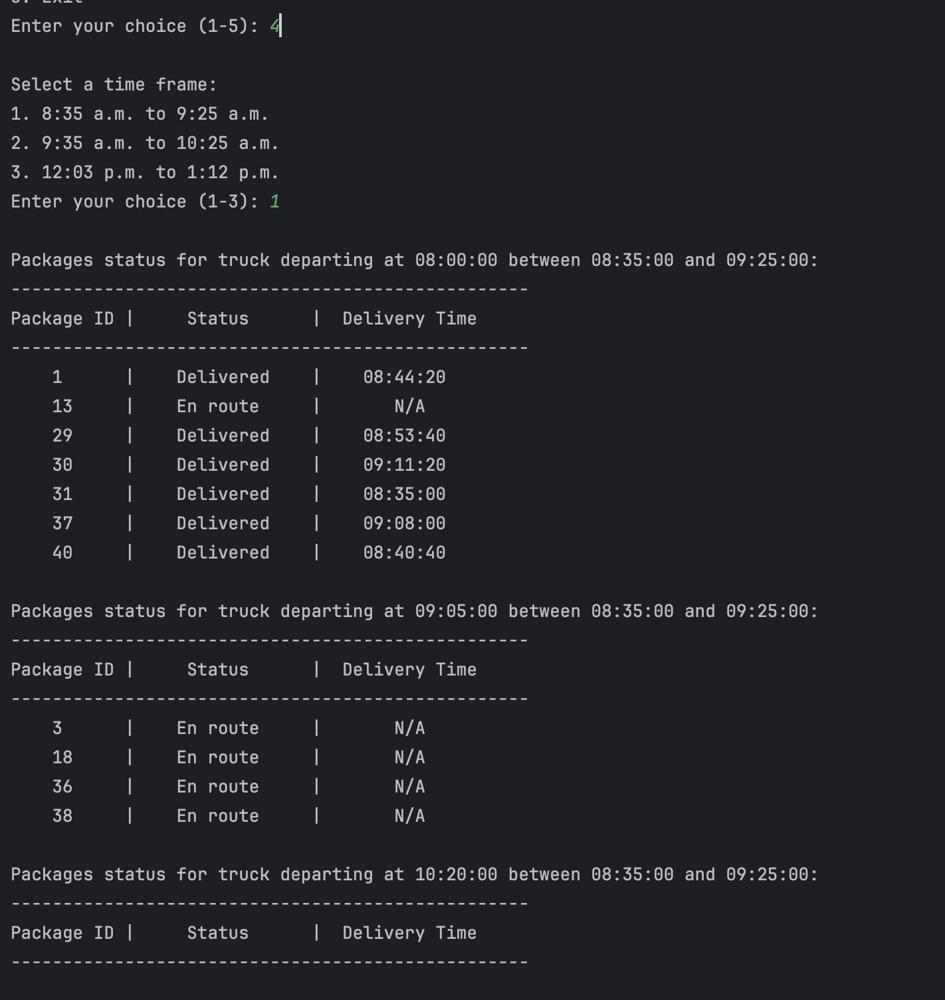 5. Exit
Enter your choice (1-5): 4

Select a time frame:
1. 8:35 a.m. to 9:25 a.m.
2. 9:35 a.m. to 10:25 a.m.
3. 12:03 p.m. to 1:12 p.m.
Enter your choice (1-3): 1

Packages status for truck departing at 08:00:00 between 08:35:00 and 09:25:00:
--------------------------------------------------
Package ID |     Status      |  Delivery Time
--------------------------------------------------
    1      |    Delivered    |    08:44:20
    13     |    En route     |       N/A
    29     |    Delivered    |    08:53:40
    30     |    Delivered    |    09:11:20
    31     |    Delivered    |    08:35:00
    37     |    Delivered    |    09:08:00
    40     |    Delivered    |    08:40:40

Packages status for truck departing at 09:05:00 between 08:35:00 and 09:25:00:
--------------------------------------------------
Package ID |     Status      |  Delivery Time
--------------------------------------------------
    3      |    En route     |       N/A
    18     |    En route     |       N/A
    36     |    En route     |       N/A
    38     |    En route     |       N/A

Packages status for truck departing at 10:20:00 between 08:35:00 and 09:25:00:
--------------------------------------------------
Package ID |     Status      |  Delivery Time
--------------------------------------------------